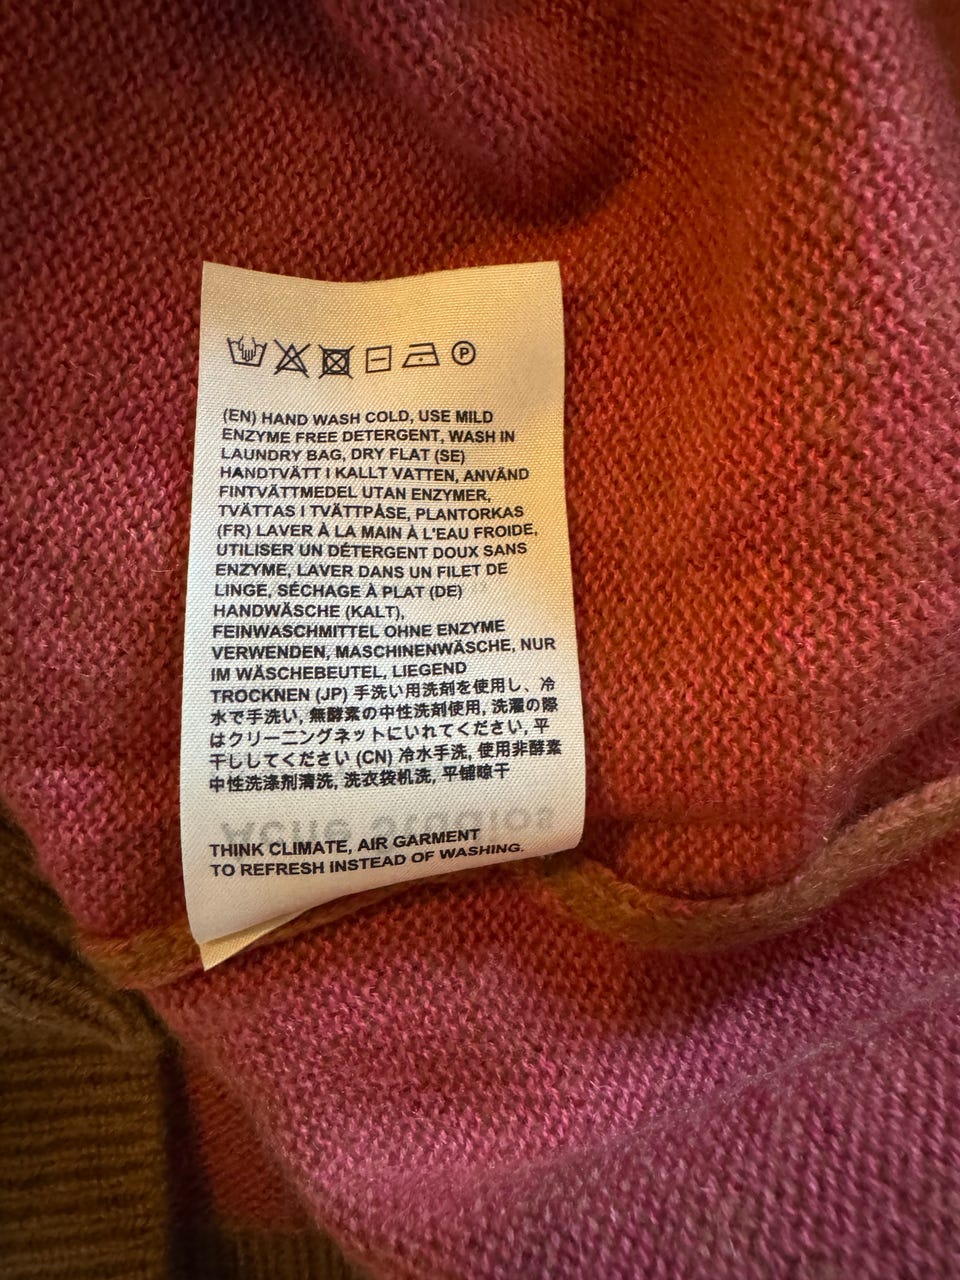 P
(EN) HAND WASH COLD, USE MILD
ENZYME FREE DETERGENT, WASH IN
LAUNDRY BAG, DRY FLAT (SE)
HANDTVÄTT I KALLT VATTEN, ANVÄND
FINTVÄTTMEDEL UTAN ENZYMER,
TVÄTTAS I TVÄTTPÅSE, PLANTORKAS
(FR) LAVER À LA MAIN À L'EAU FROIDE,
UTILISER UN DÉTERGENT DOUX SANS
ENZYME, LAVER DANS UN FILET DE
LINGE, SÉCHAGE À PLAT (DE)
HANDWÄSCHE (KALT),
FEINWASCHMITTEL OHNE ENZYME
VERWENDEN, MASCHINENWÄSCHE, NUR
IM WÄSCHEBEUTEL, LIEGEND
TROCKNEN (JP) 手洗い用洗剤を使用し、冷
水で手洗い, 無酵素の中性洗剤使用, 洗濯の際
はクリーニングネットにいれてください, 平
干ししてください (CN) 冷水手洗, 使用非酵素
中性洗涤剂清洗, 洗衣袋机洗, 平铺晾干
THINK CLIMATE, AIR GARMENT
TO REFRESH INSTEAD OF WASHING.